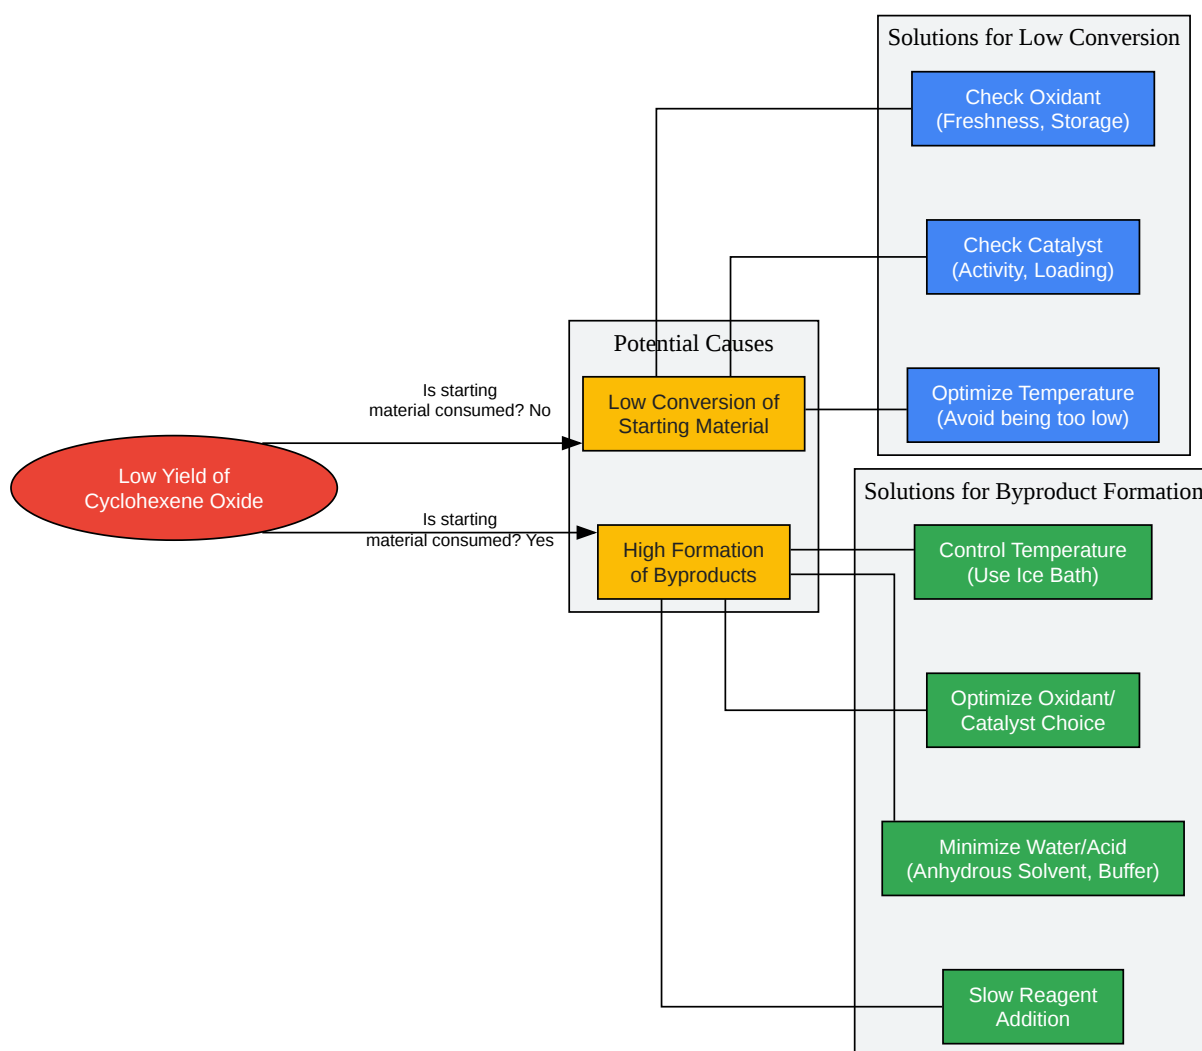 Solutions for Low Conversion
Check Oxidant
(Freshness, Storage)
Check Catalyst
(Activity, Loading)
Optimize Temperature
(Avoid being too low)
Potential Causes
Is starting
material consumed? No
Low Conversion of
Starting Material
Low Yield of
Cyclohexene Oxide
Is starting
material consumed? Yes
High Formation
of Byproducts
Solutions for Byproduct Formation
Control Temperature
(Use Ice Bath)
Optimize Oxidant/
Catalyst Choice
Minimize Water/Acid
(Anhydrous Solvent, Buffer)
Slow Reagent
Addition